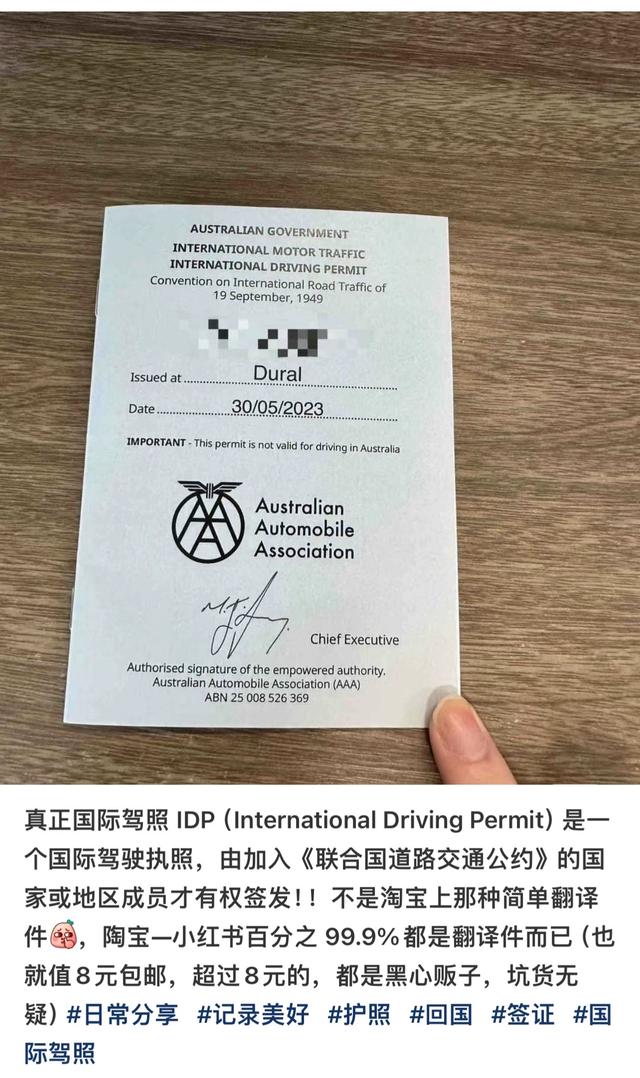 AUSTRALIAN GOVERNMENT
INTERNATIONAL MOTOR TRAFFIC
INTERNATIONAL DRIVING PERMIT
Convention on International Road Traffic of
19 September, 1949
Issued at Dural
Date 30/05/2023
IMPORTANT - This permit is not valid for driving in Australia
Australian
Automobile
Association
Chief Executive
Authorised signature of the empowered authority.
Australian Automobile Association (AAA)
ABN 25 008 526 369
真正国际驾照 IDP（International Driving Permit）是一
个国际驾驶执照，由加入《联合国道路交通公约》的国
家或地区成员才有权签发！！不是淘宝上那种简单翻译
件，陶宝—小红书百分之 99.9%都是翻译件而已（也
就值8元包邮，超过8元的，都是黑心贩子，坑货无
疑）#日常分享 #记录美好 #护照 #回国 #签证 #国
际驾照